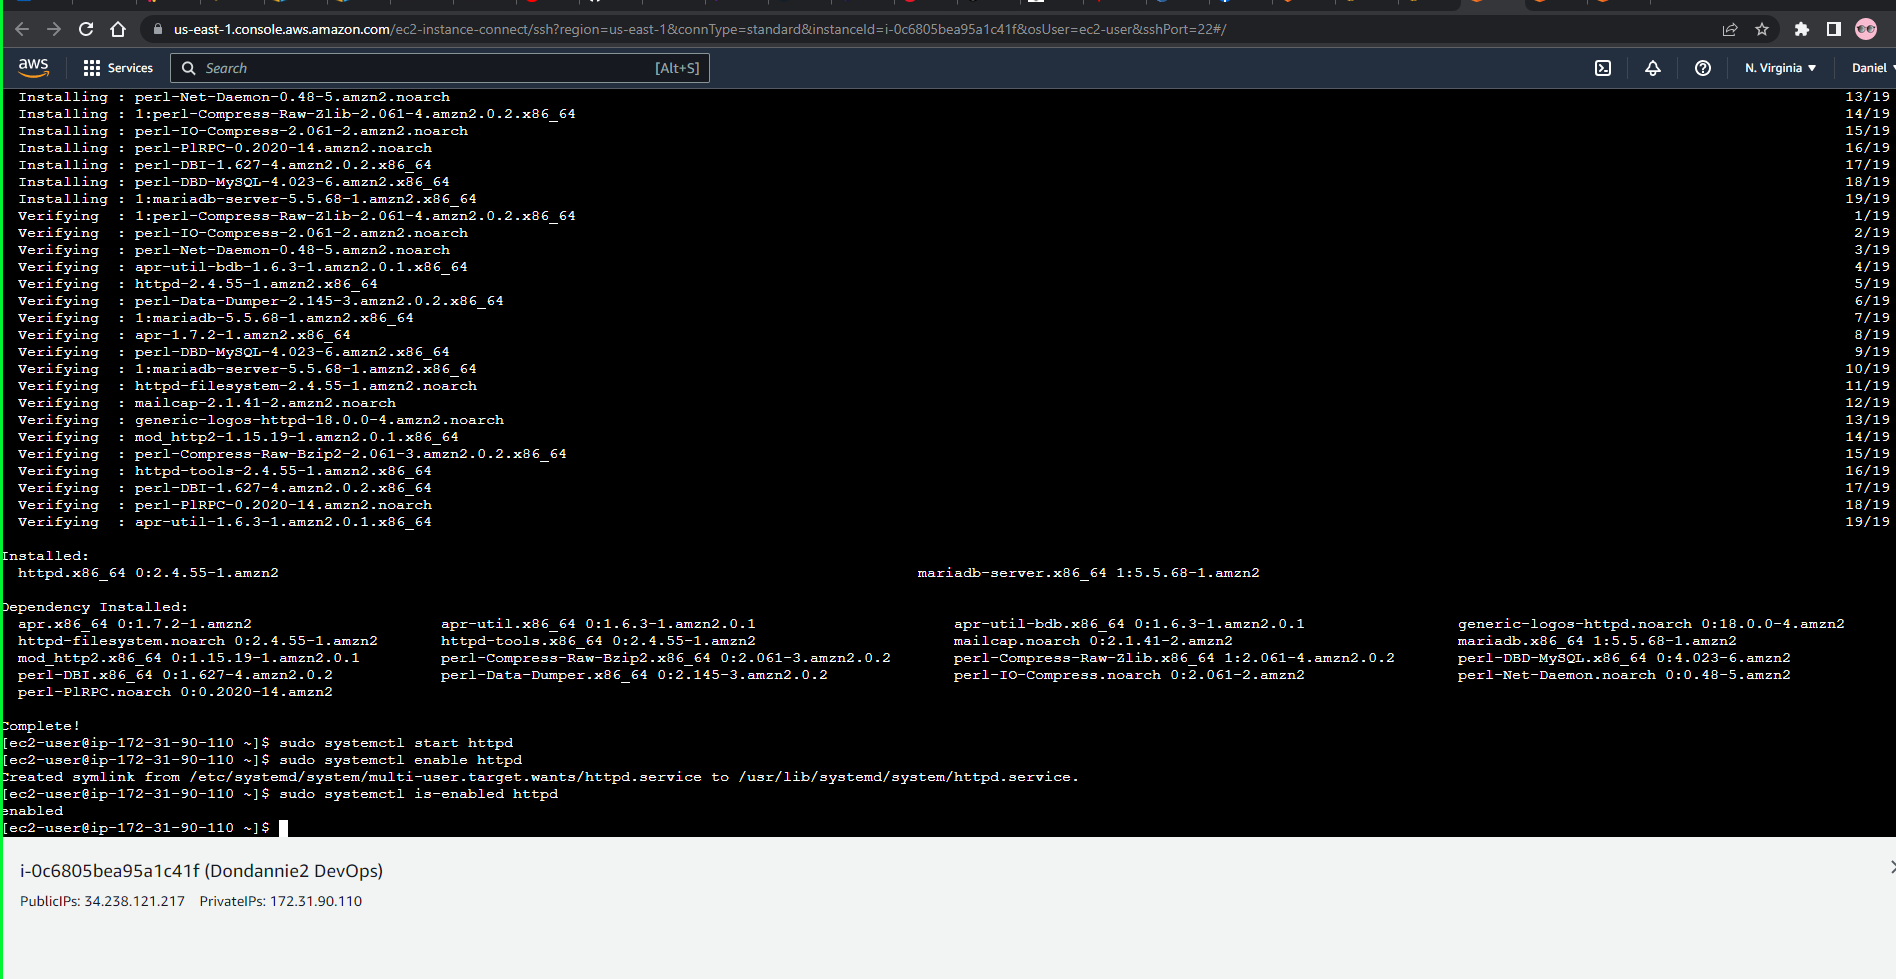 us-east-1.console.aws.amazon.com/ec2-instance-connect/ssh?region=us-east-1&connType=standard&instanceId=i-0c6805bea95a1c41f&osUser=ec2-user&sshPort=22#/
aws Services Search [Alt+S] N. Virginia Daniel
Installing : perl-Net-Daemon-0.48-5.amzn2.noarch 13/19
Installing : 1:perl-Compress-Raw-Zlib-2.061-4.amzn2.0.2.x86_64 14/19
Installing : perl-IO-Compress-2.061-2.amzn2.noarch 15/19
Installing : perl-PlRPC-0.2020-14.amzn2.noarch 16/19
Installing : perl-DBI-1.627-4.amzn2.0.2.x86_64 17/19
Installing : perl-DBD-MySQL-4.023-6.amzn2.x86_64 18/19
Installing : 1:mariadb-server-5.5.68-1.amzn2.x86_64 19/19
Verifying : 1:perl-Compress-Raw-Zlib-2.061-4.amzn2.0.2.x86_64 1/19
Verifying : perl-IO-Compress-2.061-2.amzn2.noarch 2/19
Verifying : perl-Net-Daemon-0.48-5.amzn2.noarch 3/19
Verifying : apr-util-bdb-1.6.3-1.amzn2.0.1.x86_64 4/19
Verifying : httpd-2.4.55-1.amzn2.x86_64 5/19
Verifying : perl-Data-Dumper-2.145-3.amzn2.0.2.x86_64 6/19
Verifying : 1:mariadb-5.5.68-1.amzn2.x86_64 7/19
Verifying : apr-1.7.2-1.amzn2.x86_64 8/19
Verifying : perl-DBD-MySQL-4.023-6.amzn2.x86_64 9/19
Verifying : 1:mariadb-server-5.5.68-1.amzn2.x86_64 10/19
Verifying : httpd-filesystem-2.4.55-1.amzn2.noarch 11/19
Verifying : mailcap-2.1.41-2.amzn2.noarch 12/19
Verifying : generic-logos-httpd-18.0.0-4.amzn2.noarch 13/19
Verifying : mod_http2-1.15.19-1.amzn2.0.1.x86_64 14/19
Verifying : perl-Compress-Raw-Bzip2-2.061-3.amzn2.0.2.x86_64 15/19
Verifying : httpd-tools-2.4.55-1.amzn2.x86_64 16/19
Verifying : perl-DBI-1.627-4.amzn2.0.2.x86_64 17/19
Verifying : perl-PlRPC-0.2020-14.amzn2.noarch 18/19
Verifying : apr-util-1.6.3-1.amzn2.0.1.x86_64 19/19
Installed:
httpd.x86_64 0:2.4.55-1.amzn2 mariadb-server.x86_64 1:5.5.68-1.amzn2
Dependency Installed:
apr.x86_64 0:1.7.2-1.amzn2 apr-util.x86_64 0:1.6.3-1.amzn2.0.1 apr-util-bdb.x86_64 0:1.6.3-1.amzn2.0.1 generic-logos-httpd.noarch 0:18.0.0-4.amzn2
httpd-filesystem.noarch 0:2.4.55-1.amzn2 httpd-tools.x86_64 0:2.4.55-1.amzn2 mailcap.noarch 0:2.1.41-2.amzn2 mariadb.x86_64 1:5.5.68-1.amzn2
mod_http2.x86_64 0:1.15.19-1.amzn2.0.1 perl-Compress-Raw-Bzip2.x86_64 0:2.061-3.amzn2.0.2 perl-Compress-Raw-Zlib.x86_64 1:2.061-4.amzn2.0.2 perl-DBD-MySQL.x86_64 0:4.023-6.amzn2
perl-DBI.x86_64 0:1.627-4.amzn2.0.2 perl-Data-Dumper.x86_64 0:2.145-3.amzn2.0.2 perl-IO-Compress.noarch 0:2.061-2.amzn2 perl-Net-Daemon.noarch 0:0.48-5.amzn2
perl-PlRPC.noarch 0:0.2020-14.amzn2
Complete!
[ec2-user@ip-172-31-90-110 ~]$ sudo systemctl start httpd
[ec2-user@ip-172-31-90-110 ~]$ sudo systemctl enable httpd
Created symlink from /etc/systemd/system/multi-user.target.wants/httpd.service to /usr/lib/systemd/system/httpd.service.
[ec2-user@ip-172-31-90-110 ~]$ sudo systemctl is-enabled httpd
enabled
[ec2-user@ip-172-31-90-110 ~]$
i-0c6805bea95a1c41f (Dondannie2 DevOps)
PublicIPs: 34.238.121.217 PrivateIPs: 172.31.90.110